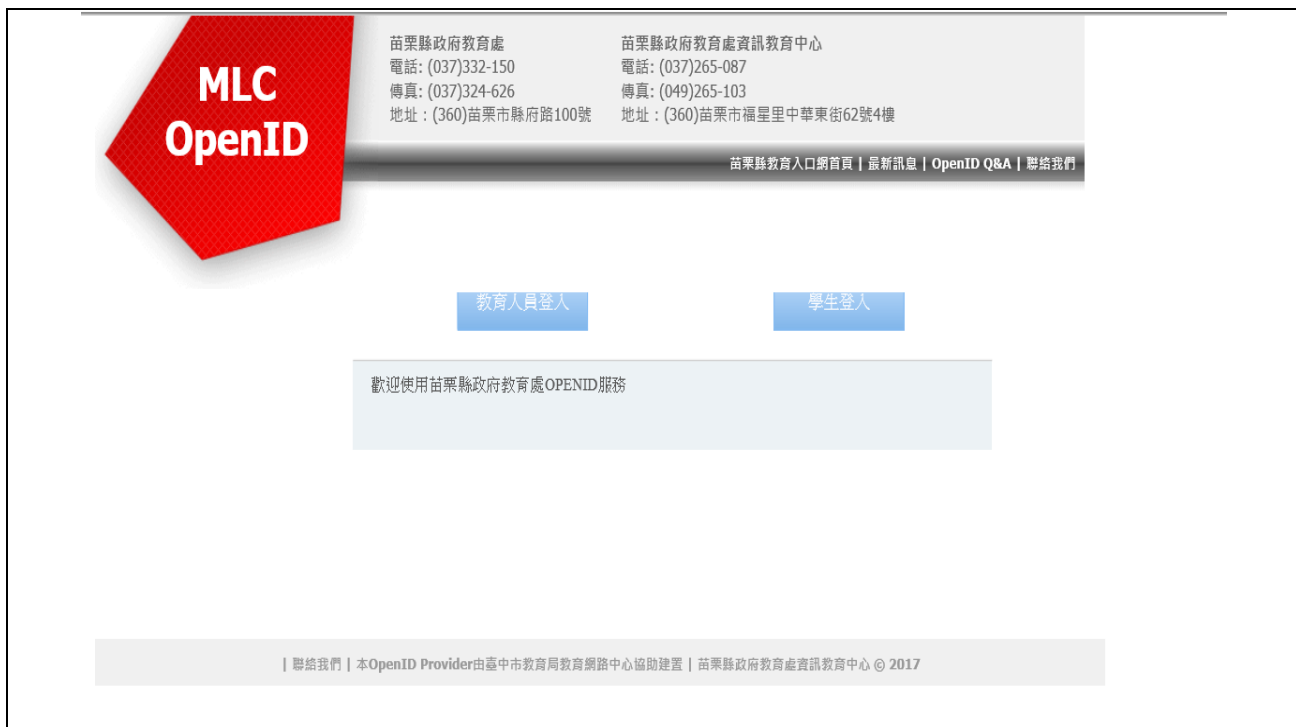 MLC
OpenID
苗栗縣政府教育處
電話: (037)332-150
傳真: (037)324-626
地址：(360)苗栗市縣府路100號
苗栗縣政府教育處資訊教育中心
電話: (037)265-087
傳真: (049)265-103
地址：(360)苗栗市福星里中華東街62號4樓
苗栗縣教育入口網首頁 | 最新訊息 | OpenID Q&A | 聯絡我們
教育人員登入
學生登入
歡迎使用苗栗縣政府教育處OPENID服務
| 聯絡我們 | 本OpenID Provider由臺中市教育局教育網路中心協助建置 | 苗栗縣政府教育處資訊教育中心 © 2017